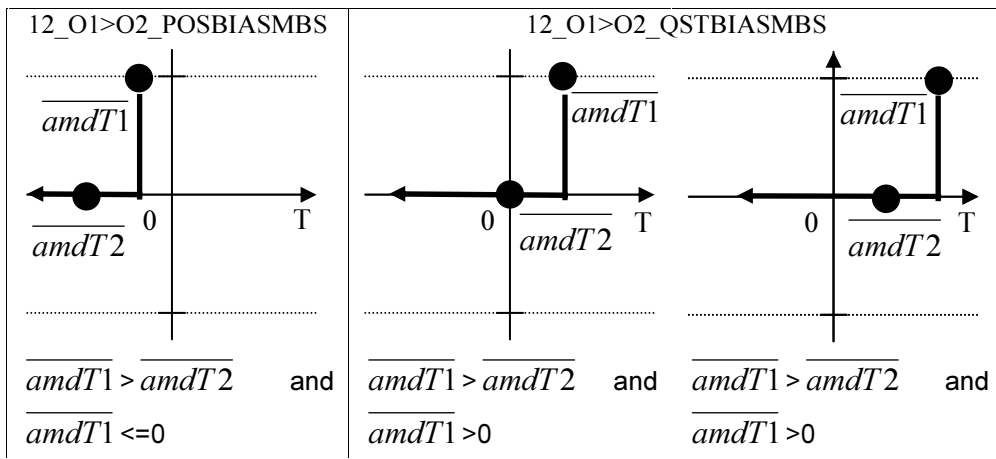 12_O1>O2_POSBIASMBS
amdT1
0
T
amdT2
amdT1 > amdT2 and
amdT1 <=0
12_O1>O2_QSTBIASMBS
amdT1
0
T
amdT2
amdT1 > amdT2 and
amdT1 >0
amdT1
0
T
amdT2
amdT1 > amdT2 and
amdT1 >0